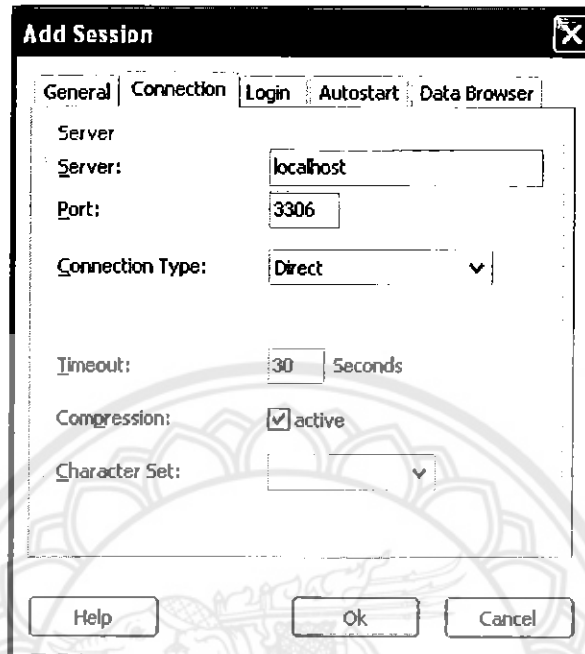 Add Session
General Connection Login Autostart Data Browser
Server
Server: localhost
Port: 3306
Connection Type: Direct
Timeout: 30 Seconds
Compression: active
Character Set:
Help Ok Cancel